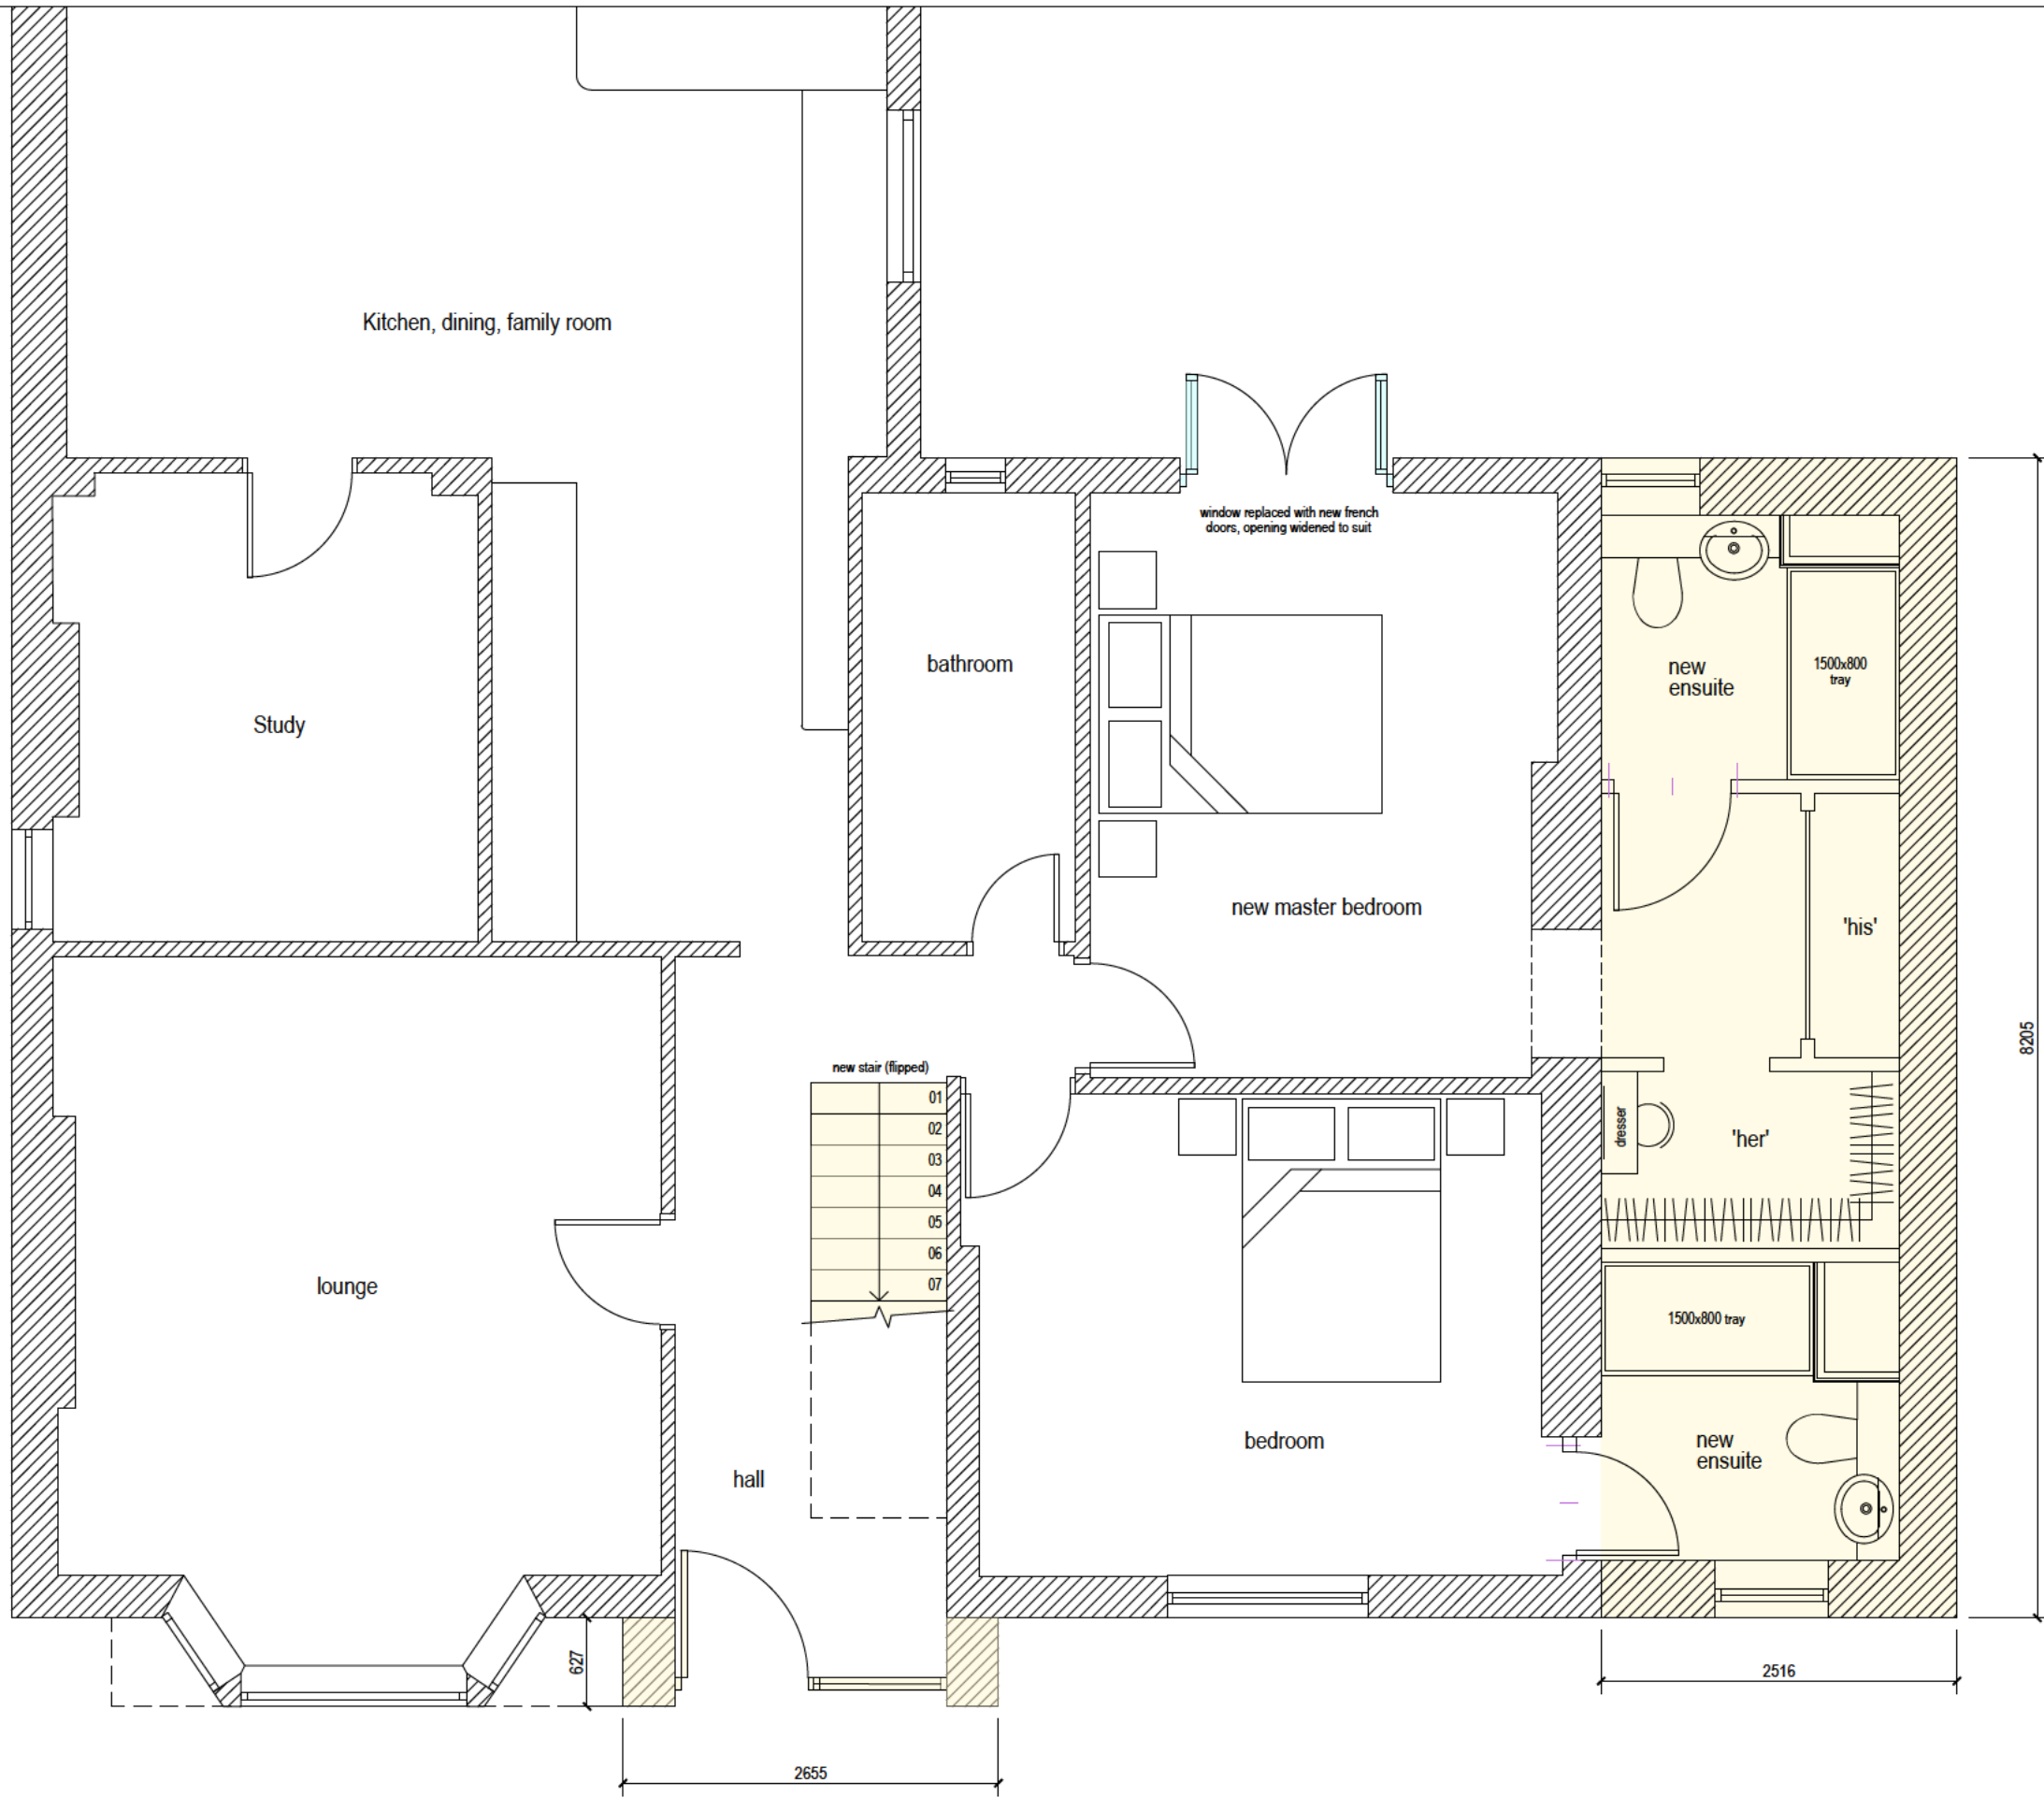 Kitchen, dining, family room
window replaced with new french
doors, opening widened to suit
bathroom
new
ensuite
1500x800
tray
Study
new master bedroom
'his'
8205
new stair (flipped)
01
02
03
04
05
06
07
dresser
'her'
lounge
1500x800 tray
bedroom
new
ensuite
hall
627
2516
2655